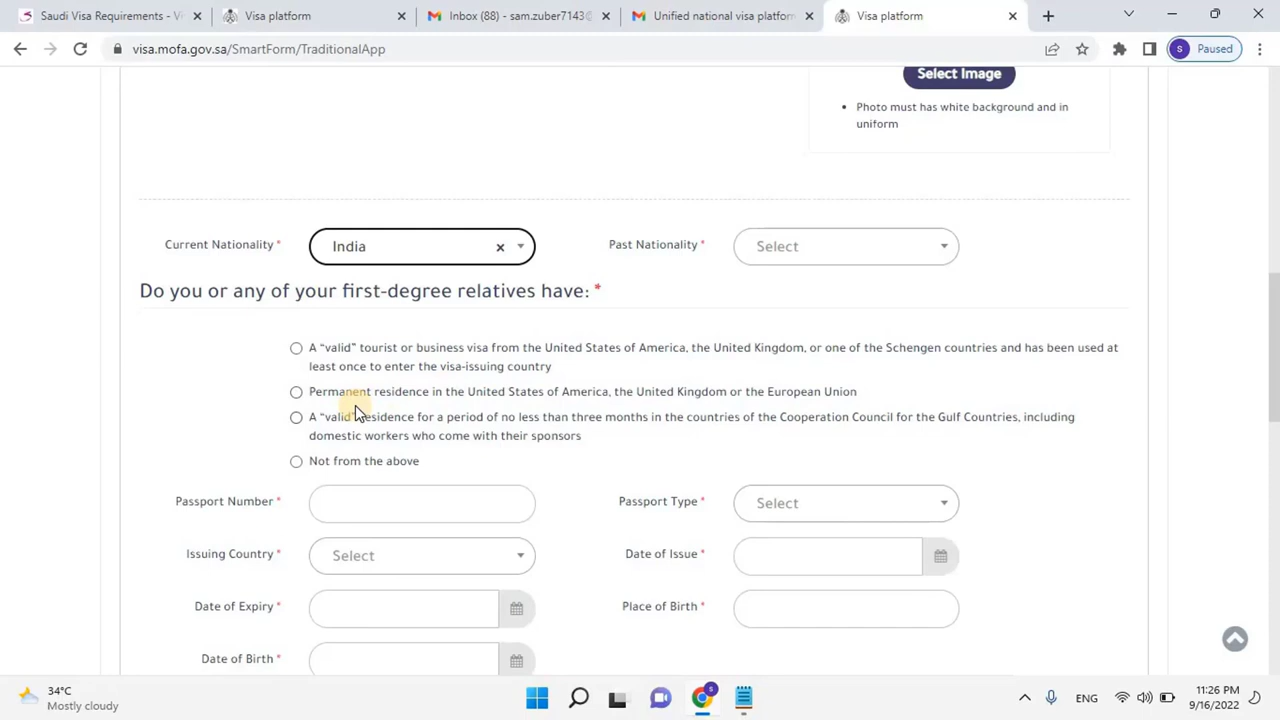 Saudi Visa Requirements - V
Visa platform
Inbox (88) - sam.zuber7143@
Unified national visa platform
Visa platform
visa.mofa.gov.sa/SmartForm/TraditionalApp
S Paused
Select Image
• Photo must has white background and in
uniform
Current Nationality *
India
Past Nationality *
Select
Do you or any of your first-degree relatives have: *
A “valid” tourist or business visa from the United States of America, the United Kingdom, or one of the Schengen countries and has been used at
least once to enter the visa-issuing country
Permanent residence in the United States of America, the United Kingdom or the European Union
A “valid” residence for a period of no less than three months in the countries of the Cooperation Council for the Gulf Countries, including
domestic workers who come with their sponsors
Not from the above
Passport Number *
Passport Type *
Select
Issuing Country *
Select
Date of Issue *
Date of Expiry *
Place of Birth *
Date of Birth *
34°C
Mostly cloudy
ENG
11:26 PM
9/16/2022